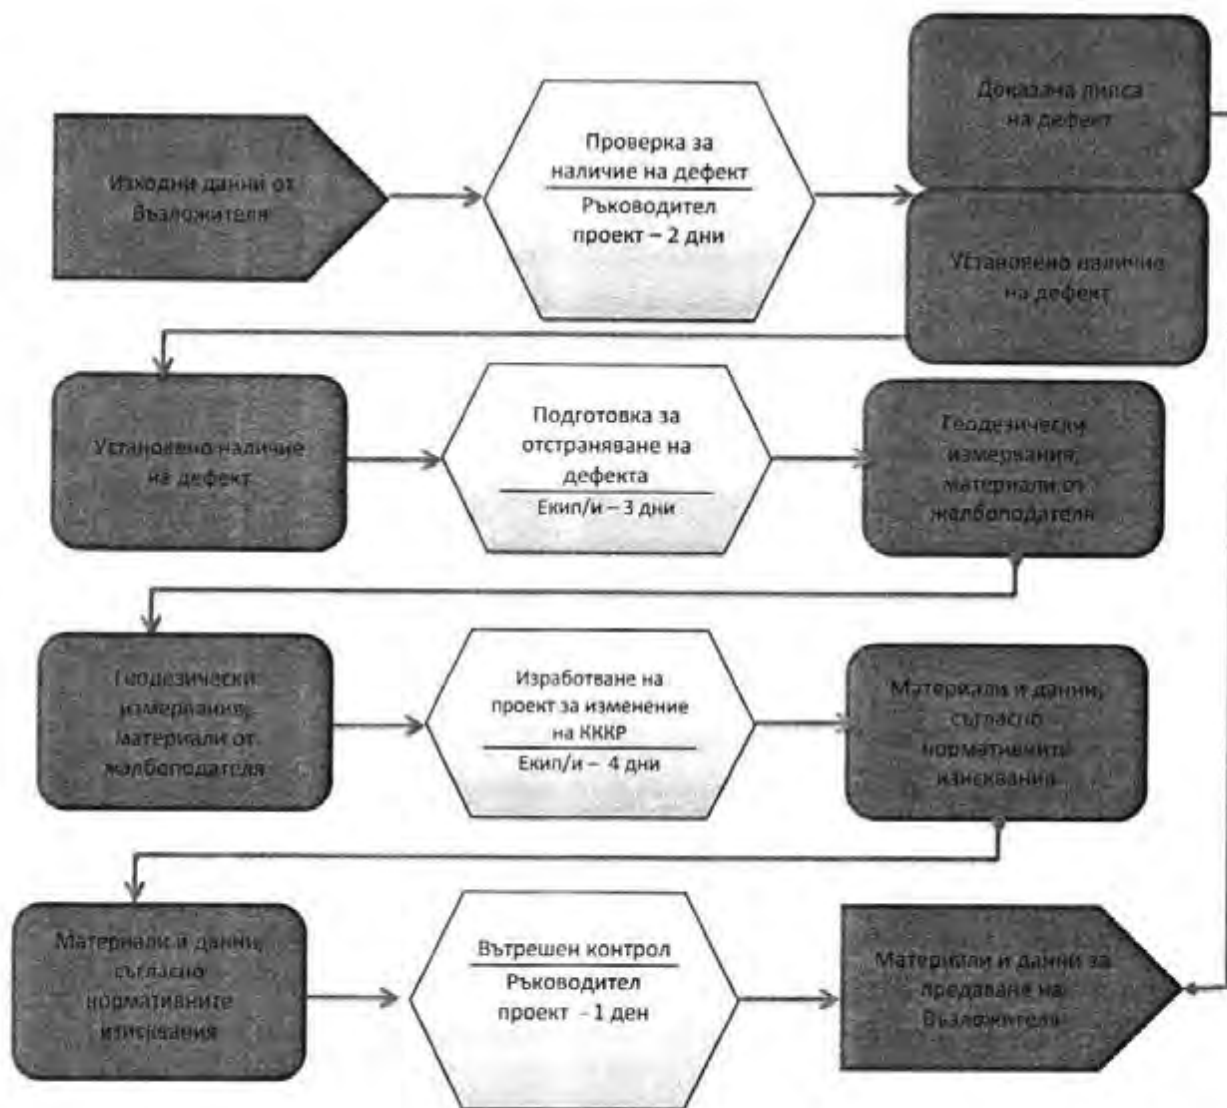 Изходни данни от
Възложителя
Проверка за
наличие на дефект
Ръководител
проект – 2 дни
Доказана липса
на дефект
Установено наличие
на дефект
Установено наличие
на дефект
Подготовка за
отстраняване на
дефекта
Екип/и – 3 дни
Геодезически
измервания,
материали от
жалбоподателя
Геодезически
измервания,
материали от
жалбоподателя
Изработване на
проект за изменение
на КККР
Екип/и – 4 дни
Материали и данни,
съгласно
нормативните
изисквания
Материали и данни,
съгласно
нормативните
изисквания
Вътрешен контрол
Ръководител
проект - 1 ден
Материали и данни за
предаване на
Възложителя